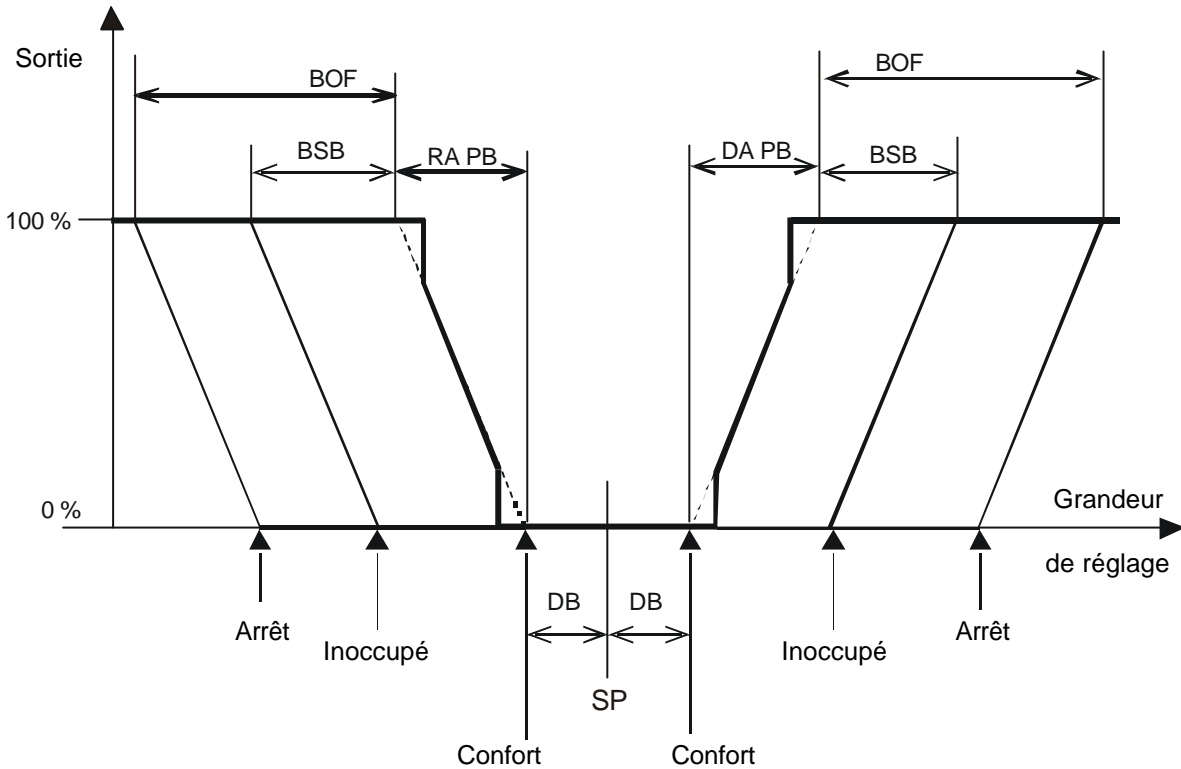 Sortie
BOF
BOF
BSB
RA PB
DA PB
BSB
100 %
0 %
Grandeur
de réglage
DB
DB
Arrêt
Inoccupé
Inoccupé
Arrêt
SP
Confort
Confort